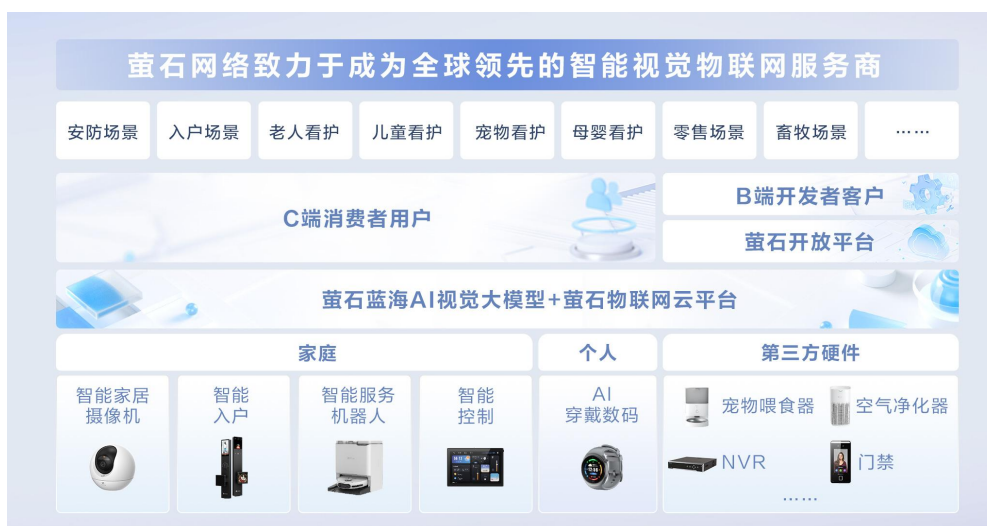 萤石网络致力于成为全球领先的智能视觉物联网服务商
安防场景
入户场景
老人看护
儿童看护
宠物看护
母婴看护
零售场景
畜牧场景
……
C端消费者用户
B端开发者客户
萤石开放平台
萤石蓝海AI视觉大模型+萤石物联网云平台
家庭
个人
第三方硬件
智能家居
摄像机
智能
入户
智能服务
机器人
智能
控制
AI
穿戴数码
宠物喂食器
空气净化器
NVR
门禁
……